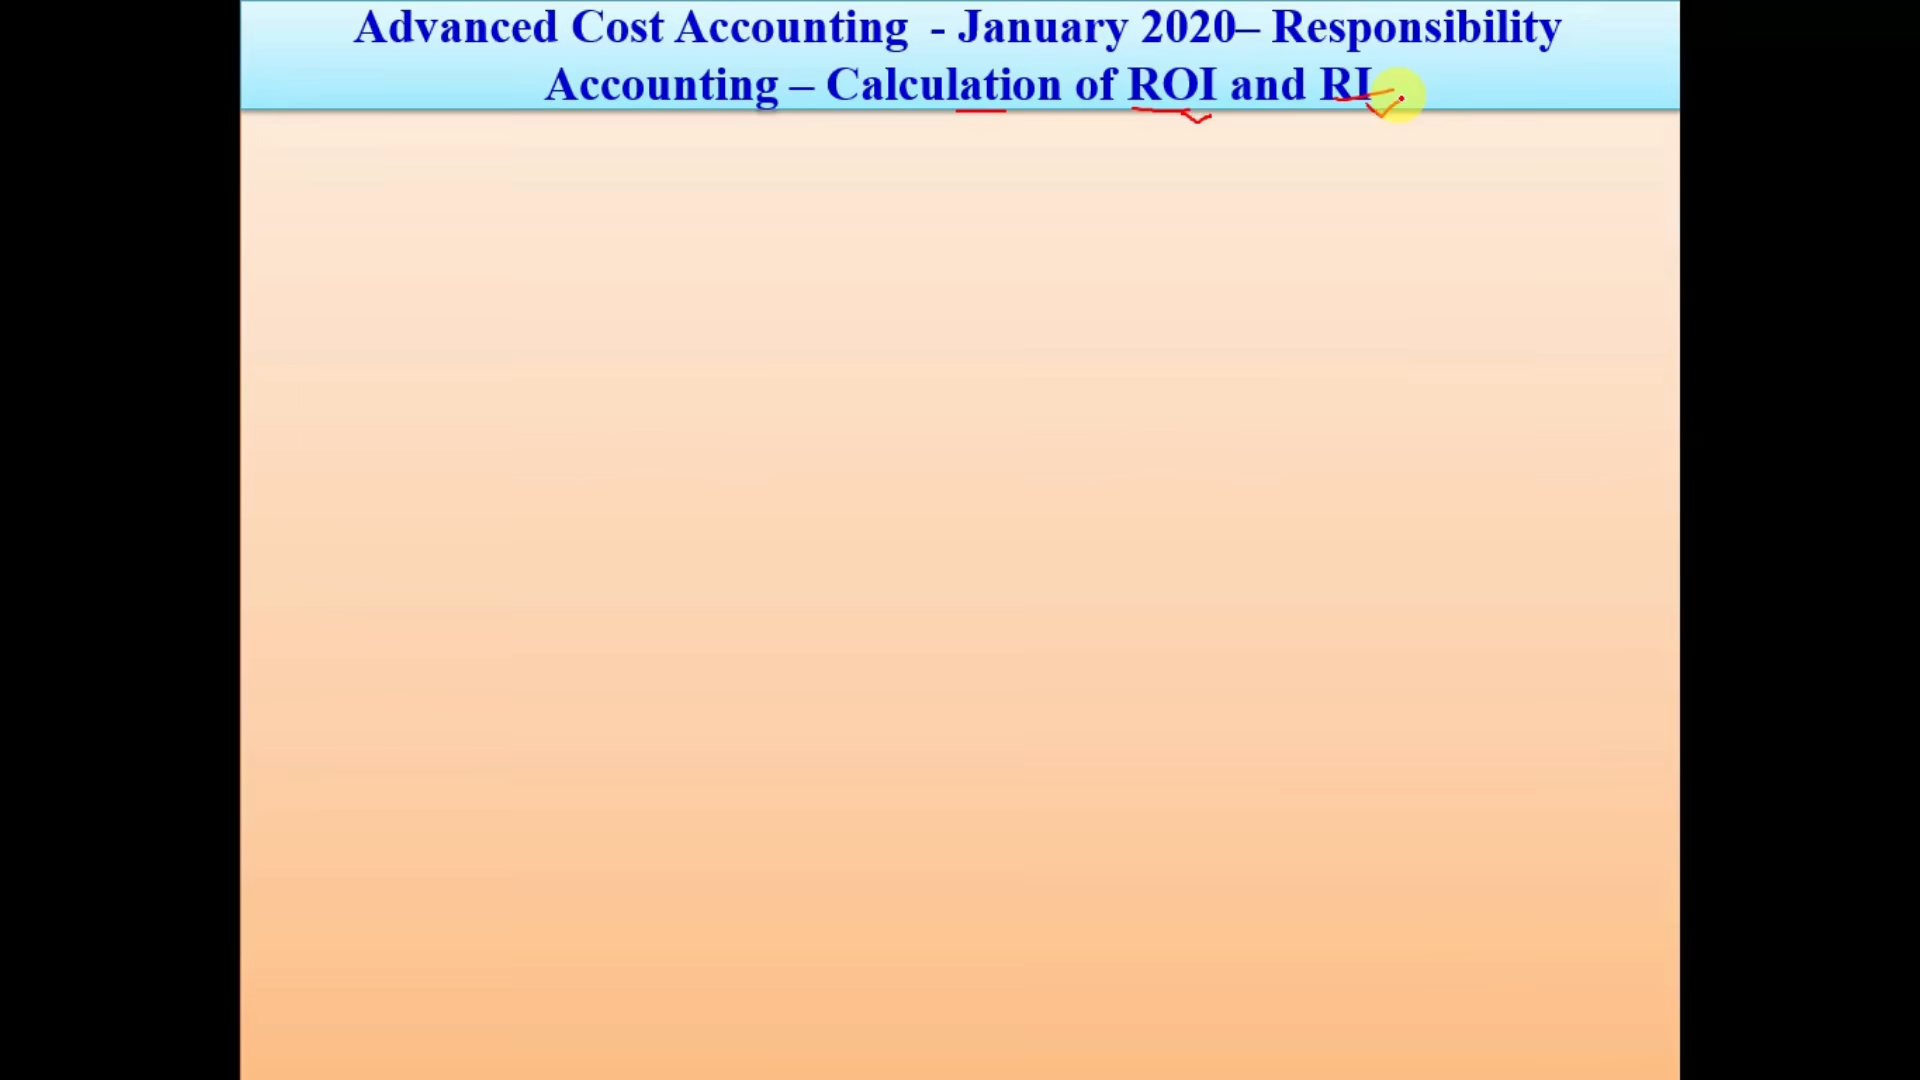 Advanced Cost Accounting - January 2020– Responsibility
Accounting – Calculation of ROI and RI